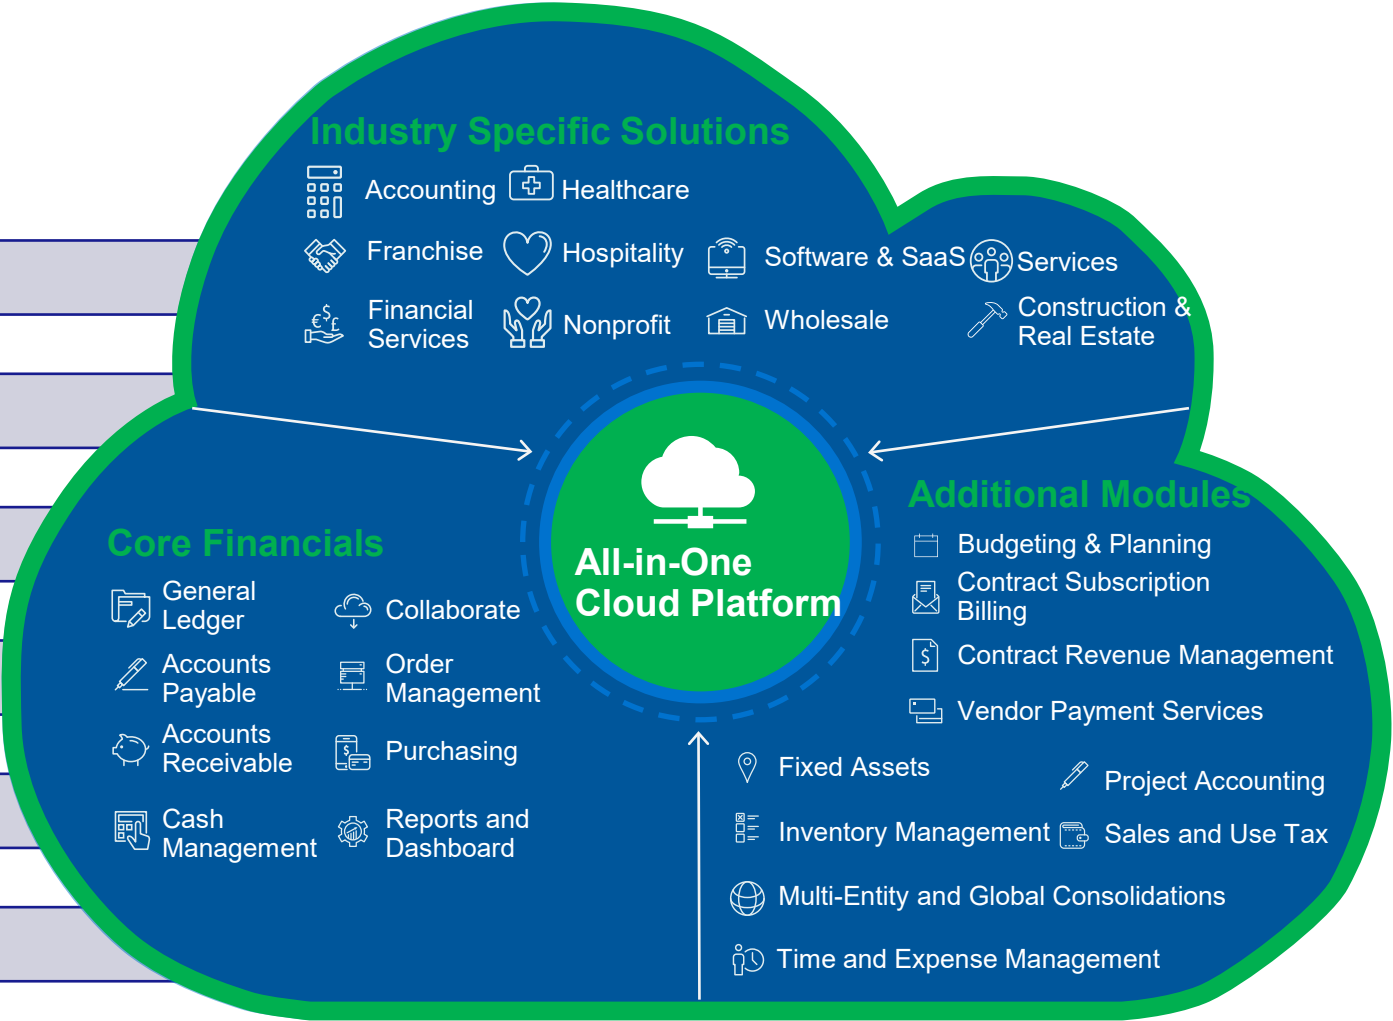 Industry Specific Solutions
Accounting
Healthcare
Franchise
Hospitality
Software & SaaS
Services
Financial
Services
Nonprofit
Wholesale
Construction &
Real Estate
All-in-One
Cloud Platform
Core Financials
General
Ledger
Collaborate
Accounts
Payable
Order
Management
Accounts
Receivable
Purchasing
Cash
Management
Reports and
Dashboard
Additional Modules
Budgeting & Planning
Contract Subscription
Billing
Contract Revenue Management
Vendor Payment Services
Fixed Assets
Project Accounting
Inventory Management
Sales and Use Tax
Multi-Entity and Global Consolidations
Time and Expense Management